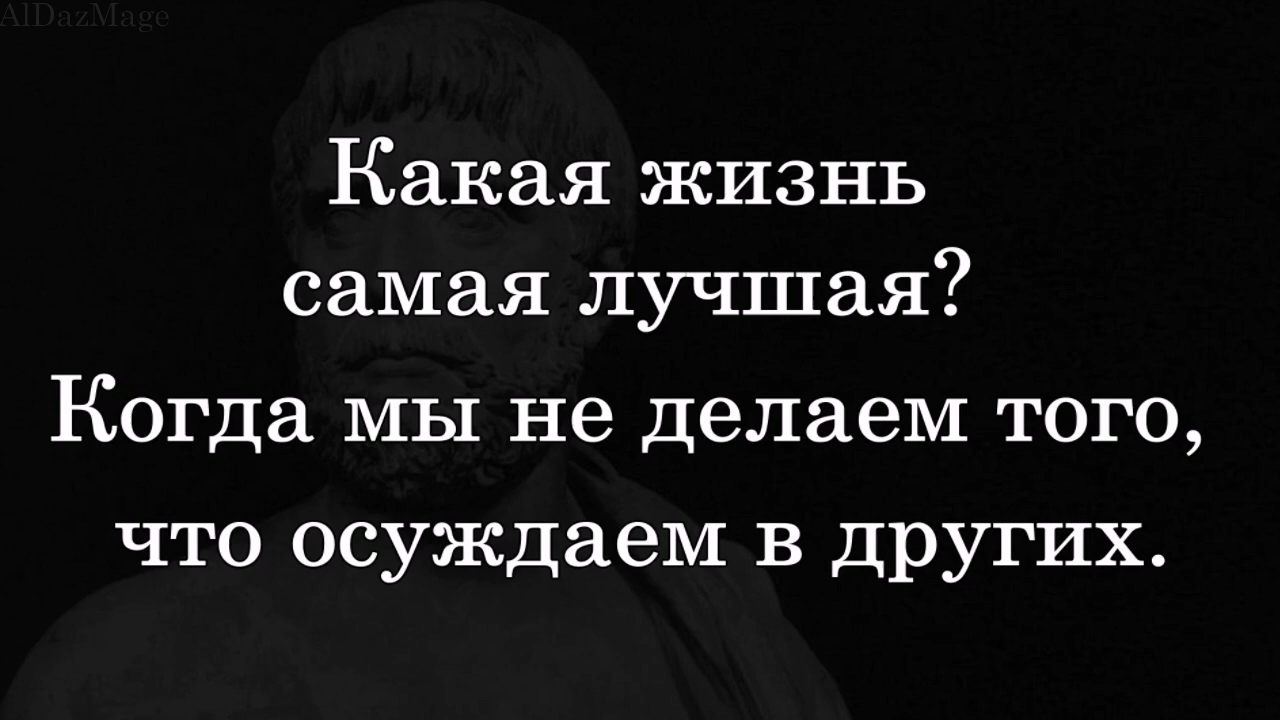 AlDazMage
Какая жизнь
самая лучшая?
Когда мы не делаем того,
что осуждаем в других.